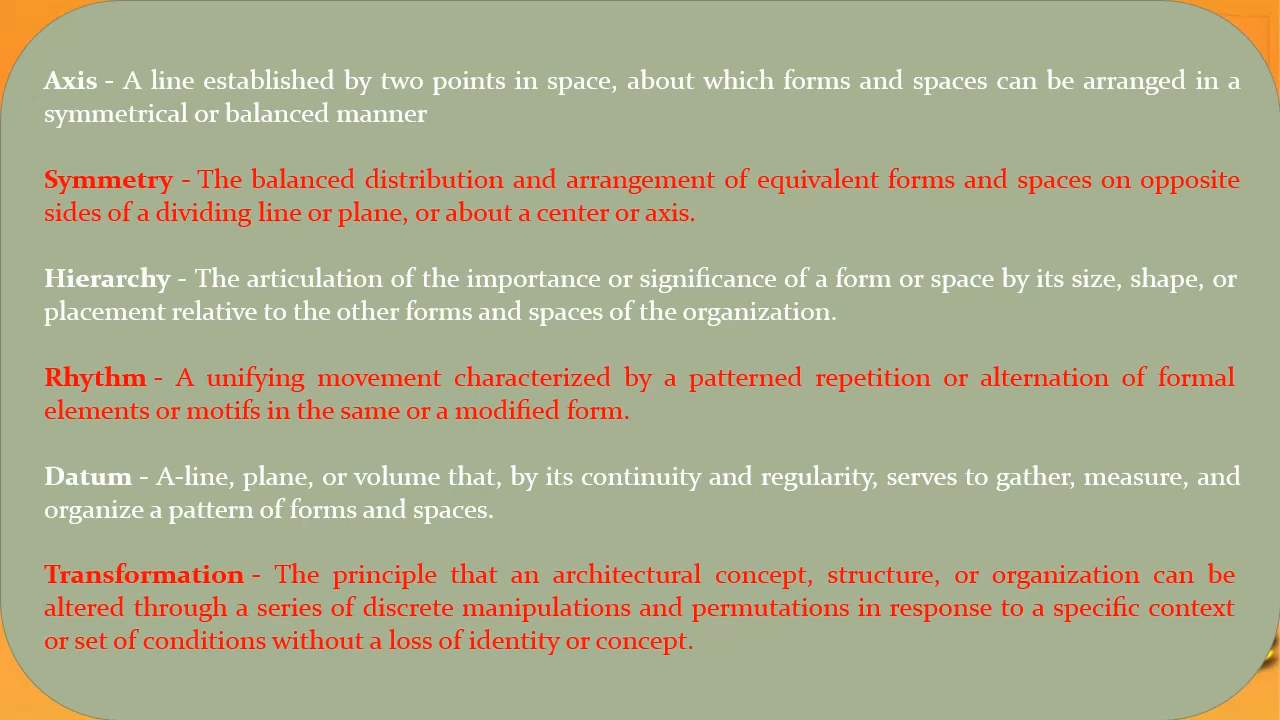 Axis - A line established by two points in space, about which forms and spaces can be arranged in a
symmetrical or balanced manner
Symmetry - The balanced distribution and arrangement of equivalent forms and spaces on opposite
sides of a dividing line or plane, or about a center or axis.
Hierarchy - The articulation of the importance or significance of a form or space by its size, shape, or
placement relative to the other forms and spaces of the organization.
Rhythm - A unifying movement characterized by a patterned repetition or alternation of formal
elements or motifs in the same or a modified form.
Datum - A-line, plane, or volume that, by its continuity and regularity, serves to gather, measure, and
organize a pattern of forms and spaces.
Transformation - The principle that an architectural concept, structure, or organization can be
altered through a series of discrete manipulations and permutations in response to a specific context
or set of conditions without a loss of identity or concept.